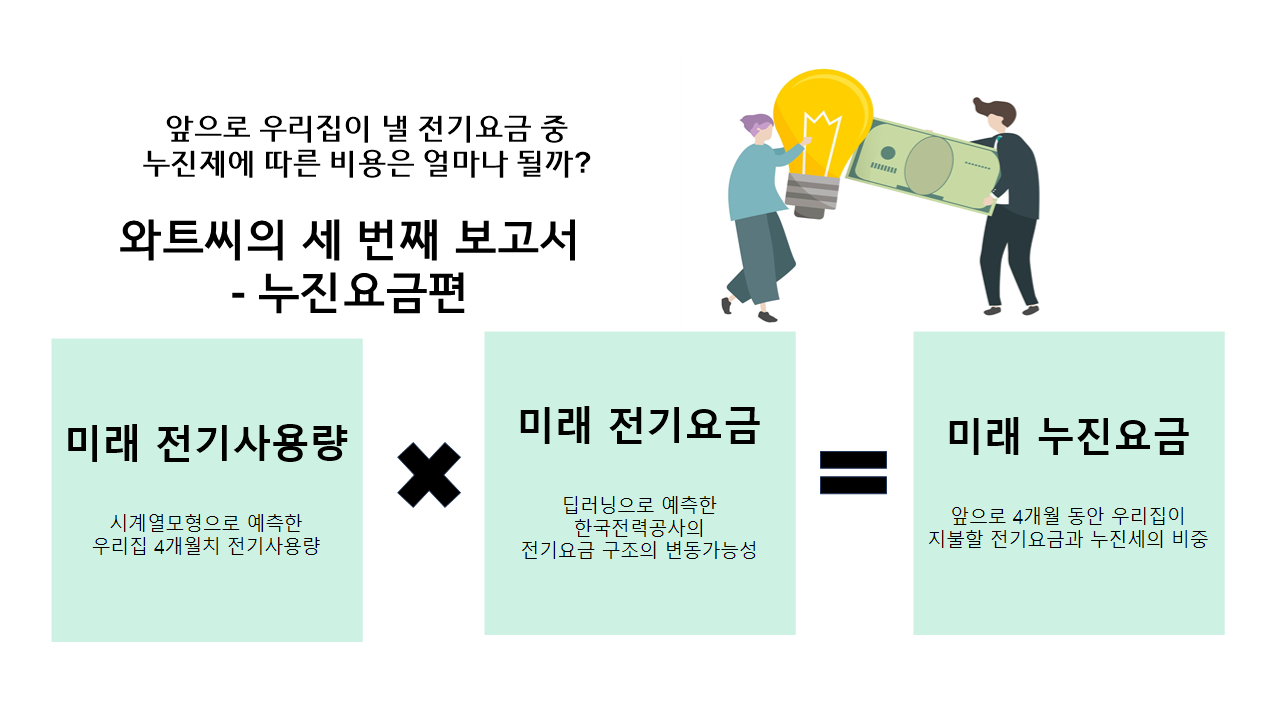 앞으로 우리집이 낼 전기요금 중
누진제에 따른 비용은 얼마나 될까?
와트씨의 세 번째 보고서
- 누진요금편
미래 전기사용량
시계열모형으로 예측한
우리집 4개월치 전기사용량
미래 전기요금
딥러닝으로 예측한
한국전력공사의
전기요금 구조의 변동가능성
미래 누진요금
앞으로 4개월 동안 우리집이
지불할 전기요금과 누진세의 비중